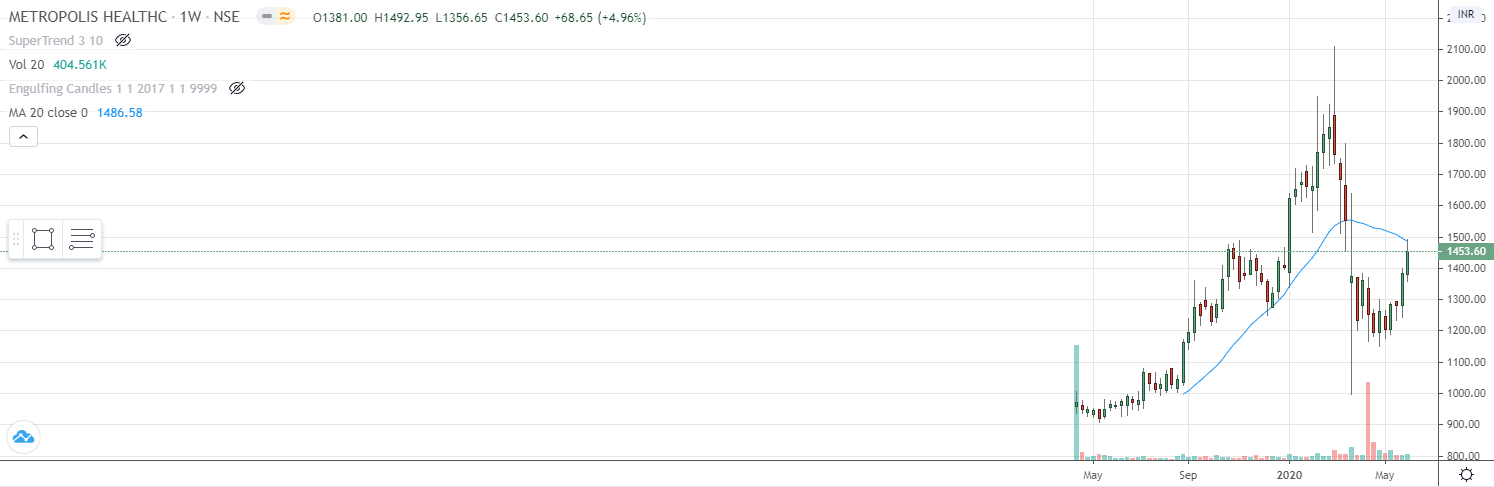 METROPOLIS HEALTHC · 1W · NSE O1381.00 H1492.95 L1356.65 C1453.60 +68.65 (+4.96%)
SuperTrend 3 10
Vol 20 404.561K
Engulfing Candles 1 1 2017 1 1 9999
MA 20 close 0 1486.58
INR
2100.00
2000.00
1900.00
1800.00
1700.00
1600.00
1500.00
1453.60
1400.00
1300.00
1200.00
1100.00
1000.00
900.00
800.00
May Sep 2020 May